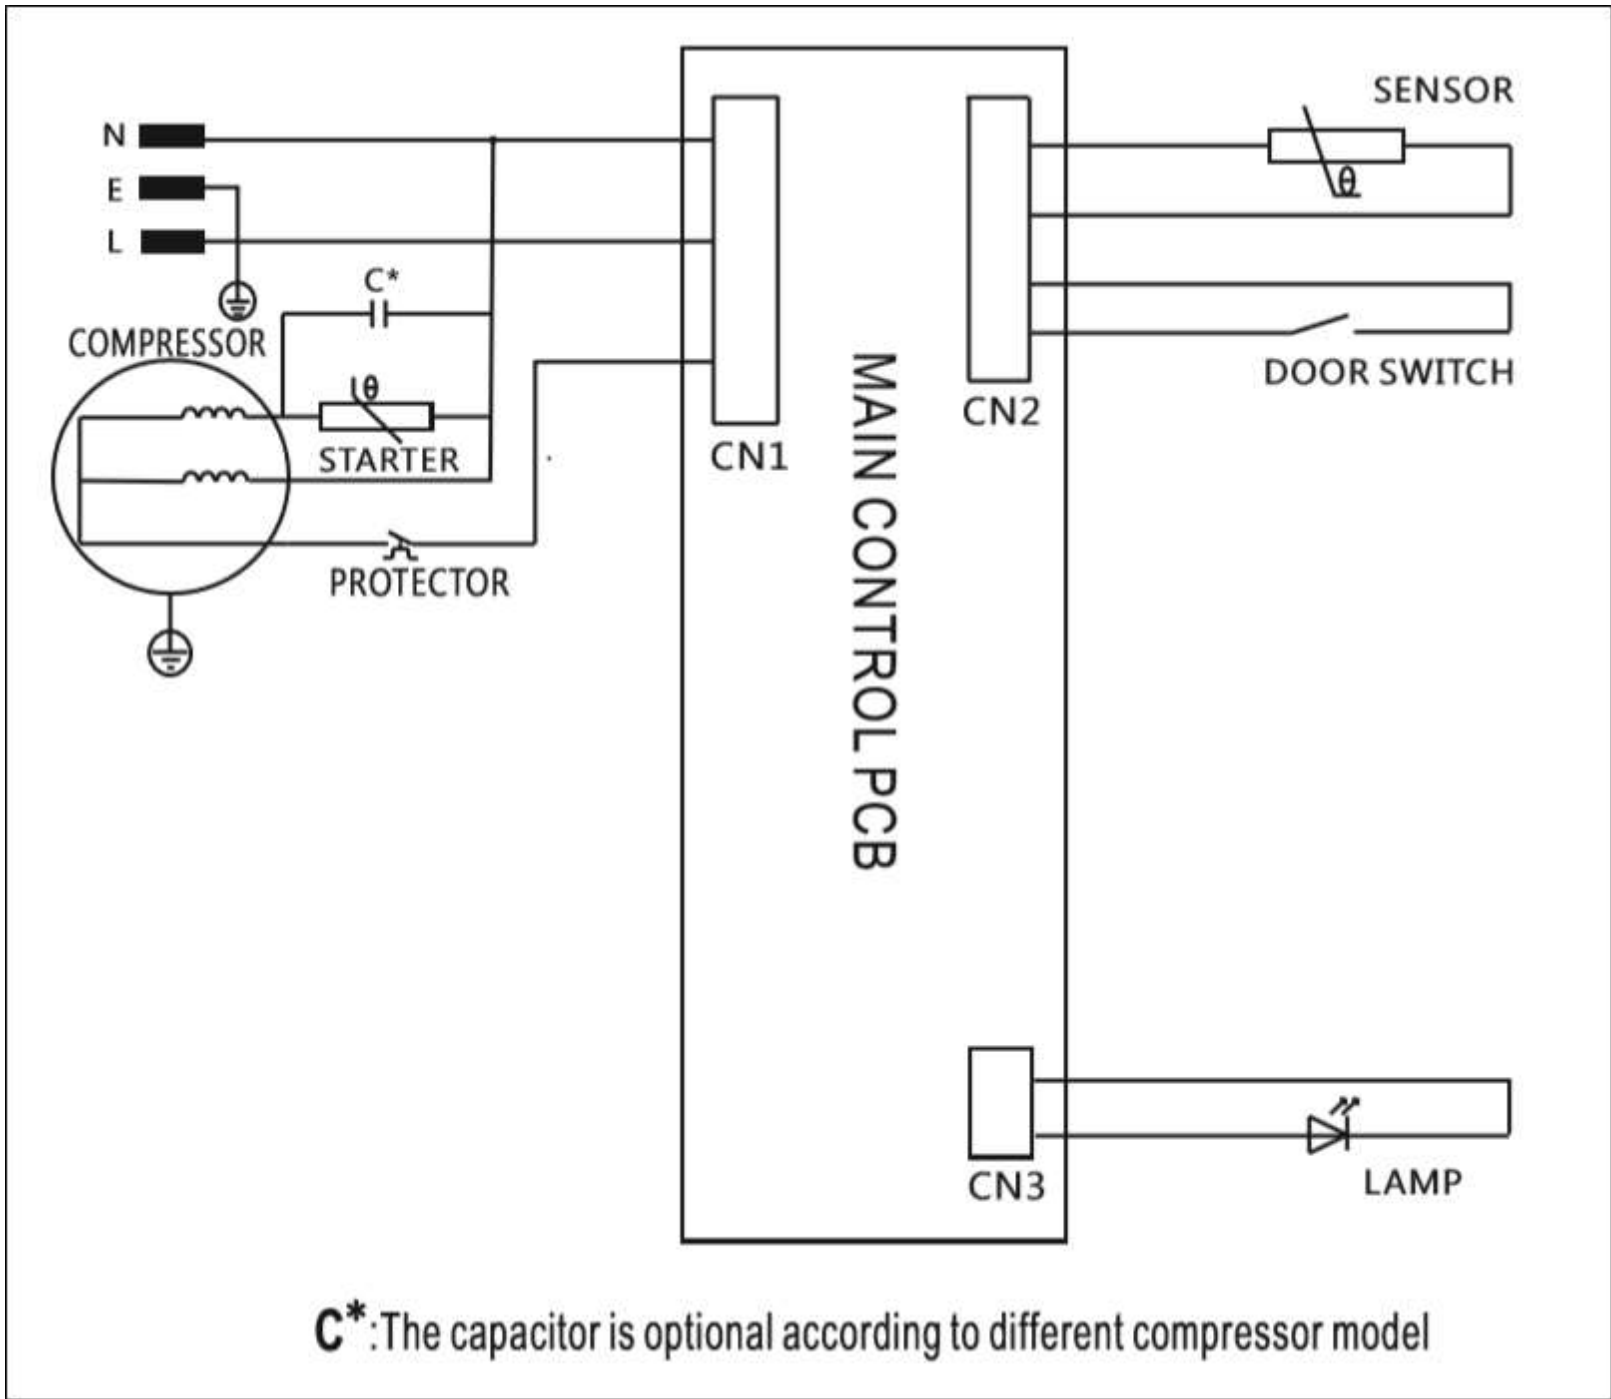 N
E
L
C*
COMPRESSOR
θ
STARTER
PROTECTOR
CN1
MAIN CONTROL PCB
CN2
SENSOR
θ
DOOR SWITCH
CN3
LAMP
C*:The capacitor is optional according to different compressor model